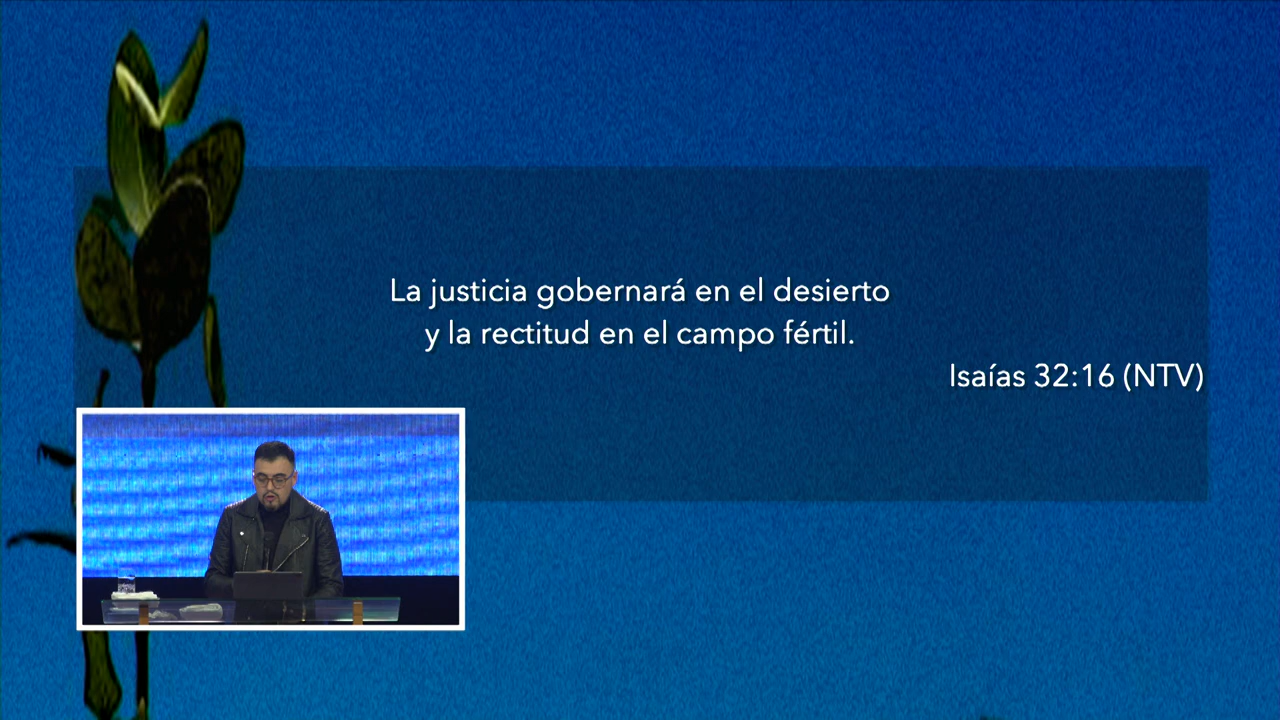 La justicia gobernará en el desierto
y la rectitud en el campo fértil.
Isaías 32:16 (NTV)